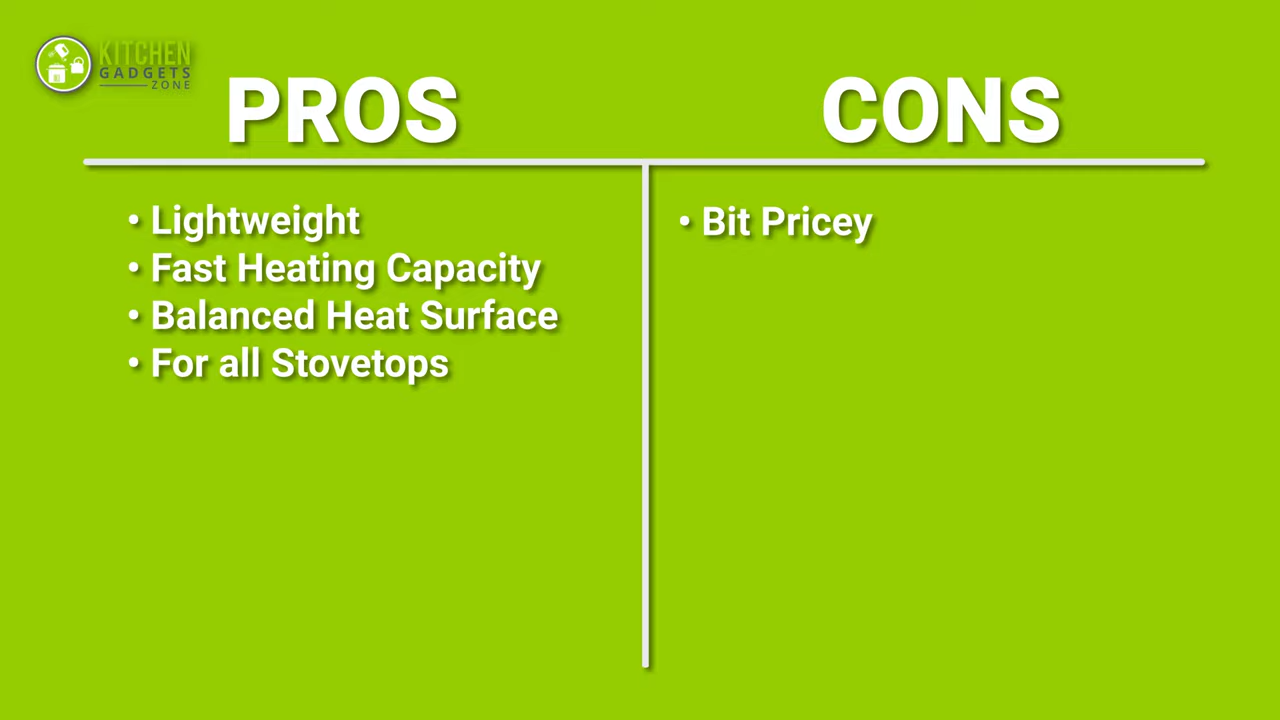 KITCHEN
GADGETS
ZONE
PROS
CONS
• Lightweight
• Fast Heating Capacity
• Balanced Heat Surface
• For all Stovetops
• Bit Pricey